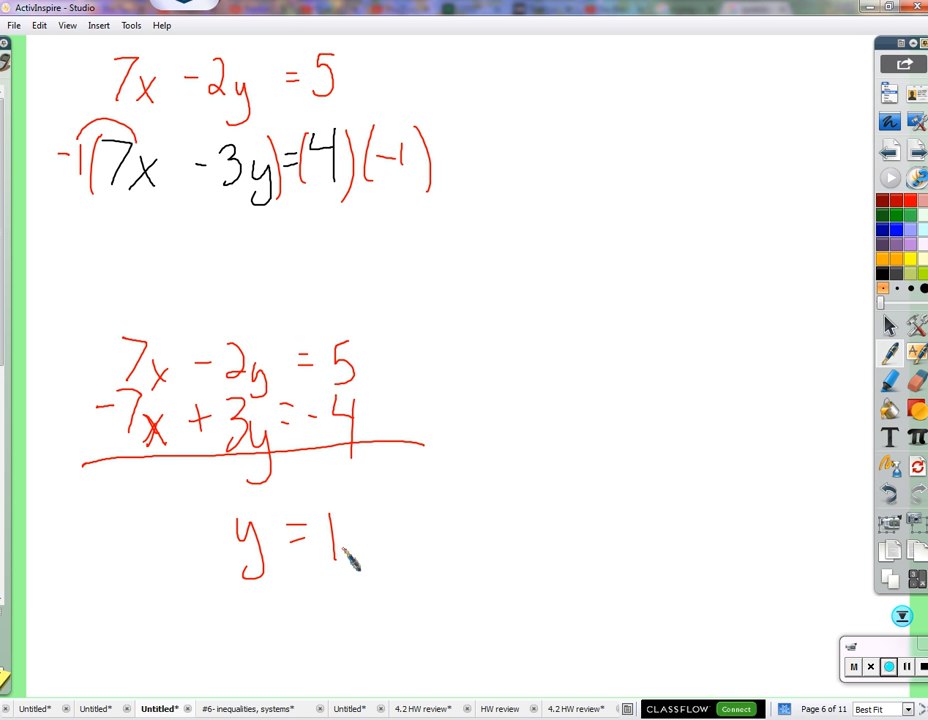 ActivInspire - Studio
File Edit View Insert Tools Help
7x - 2y = 5
-1(7x - 3y)=(4)(-1)
7x - 2y = 5
-7x + 3y = -4
y = 1
Untitled* Untitled* Untitled* #6- inequalities, systems* Untitled* 4.2 HW review* HW review 4.2 HW review* CLASSFLOW Connect Page 6 of 11 Best Fit